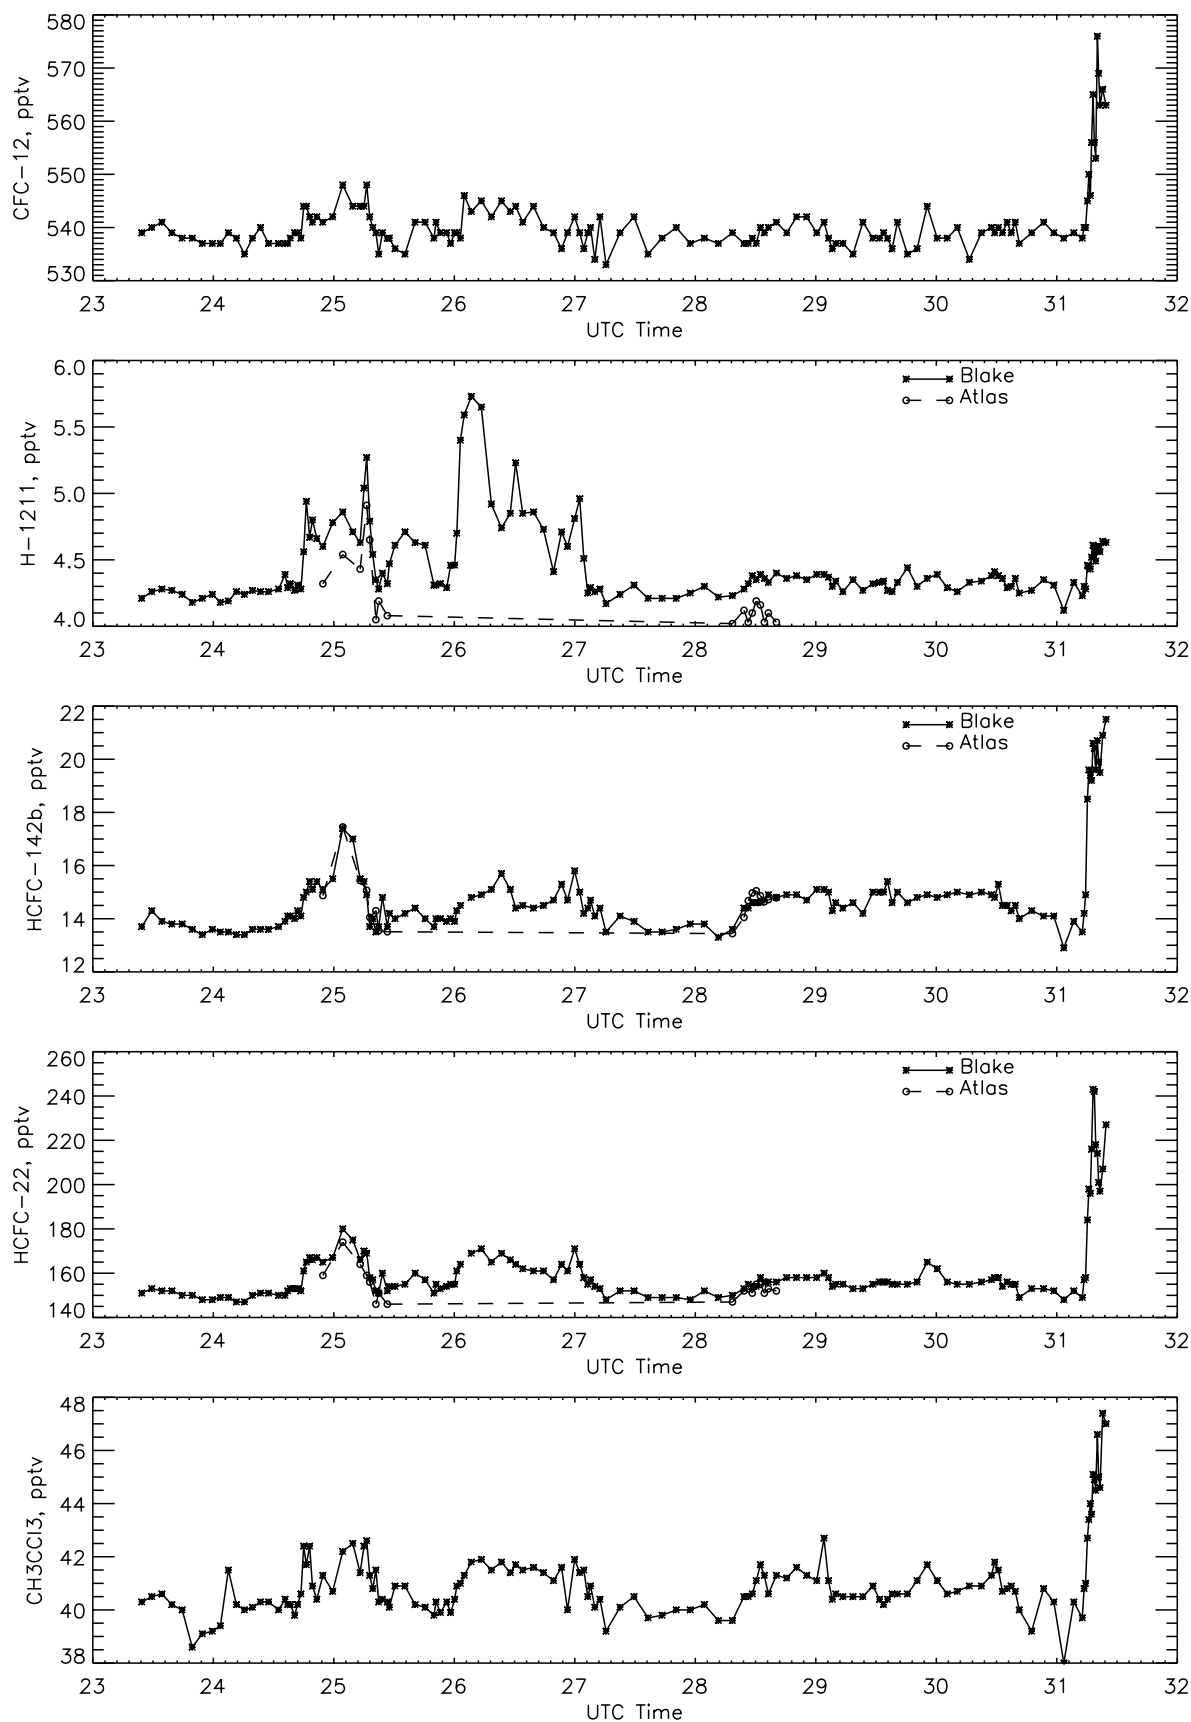 CFC-12, pptv
580
570
560
550
540
530
23 24 25 26 27 28 29 30 31 32
UTC Time
H-1211, pptv
6.0
5.5
5.0
4.5
4.0
Blake
Atlas
23 24 25 26 27 28 29 30 31 32
UTC Time
HCFC-142b, pptv
22
20
18
16
14
12
Blake
Atlas
23 24 25 26 27 28 29 30 31 32
UTC Time
HCFC-22, pptv
260
240
220
200
180
160
140
Blake
Atlas
23 24 25 26 27 28 29 30 31 32
UTC Time
CH3CCl3, pptv
48
46
44
42
40
38
23 24 25 26 27 28 29 30 31 32
UTC Time